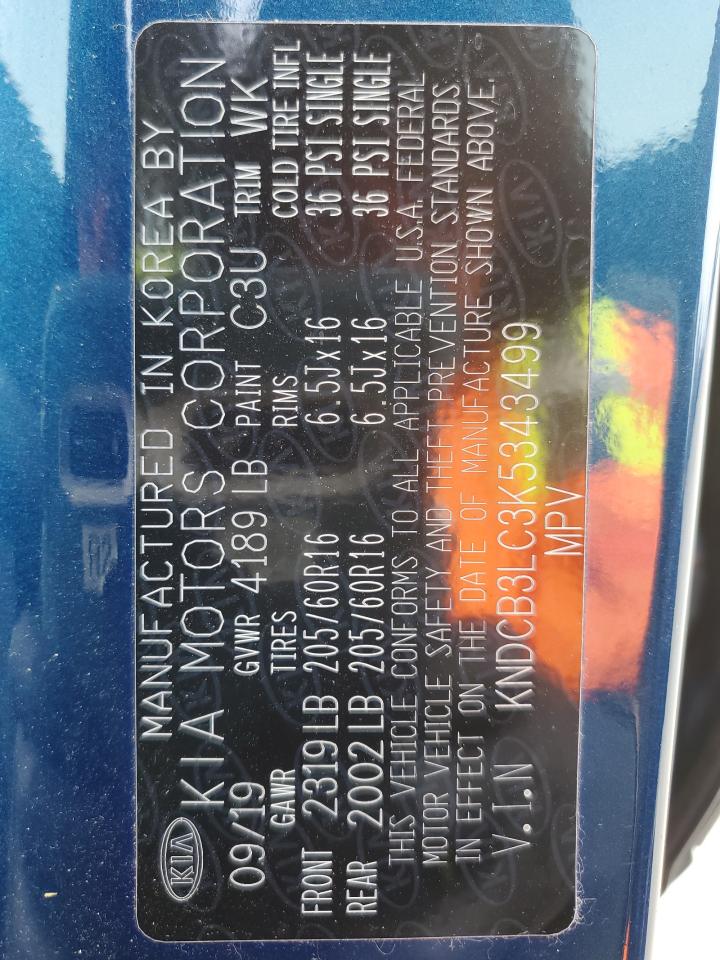 MANUFACTURED IN KOREA BY
KIA KIA MOTORS CORPORATION
09/19 GVWR 4189 LB PAINT C3U TRIM WK
GAWR TIRES RIMS COLD TIRE INFL
FRONT 2319 LB 205/60R16 6.5Jx16 36 PSI SINGLE
REAR 2002 LB 205/60R16 6.5Jx16 36 PSI SINGLE
THIS VEHICLE CONFORMS TO ALL APPLICABLE U.S.A. FEDERAL
MOTOR VEHICLE SAFETY AND THEFT PREVENTION STANDARDS
IN EFFECT ON THE DATE OF MANUFACTURE SHOWN ABOVE.
V.I.N KNDCB3LC3K5343499
MPV